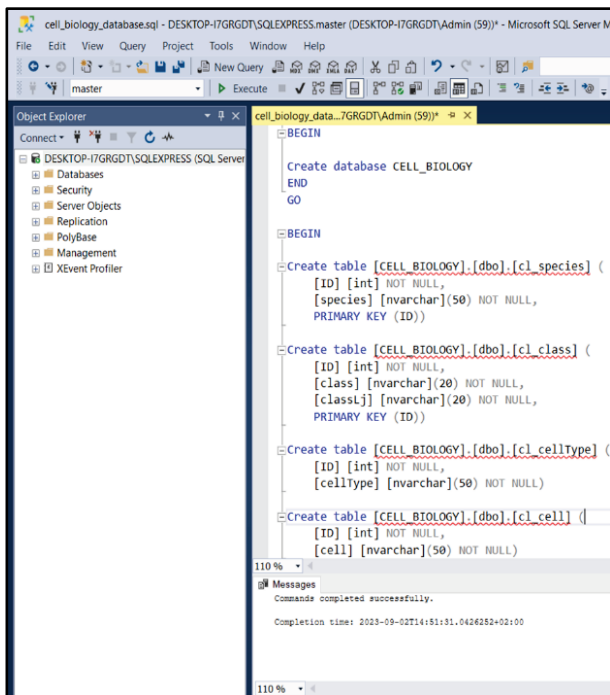 cell_biology_database.sql - DESKTOP-I7GRGDT\SQLEXPRESS.master (DESKTOP-I7GRGDT\Admin (59))* - Microsoft SQL Server M
File Edit View Query Project Tools Window Help
New Query
master Execute
Object Explorer
Connect
DESKTOP-I7GRGDT\SQLEXPRESS (SQL Server
Databases
Security
Server Objects
Replication
PolyBase
Management
XEvent Profiler
cell_biology_data...7GRGDT\Admin (59))*
BEGIN
Create database CELL_BIOLOGY
END
GO
BEGIN
Create table [CELL_BIOLOGY].[dbo].[cl_species] (
[ID] [int] NOT NULL,
[species] [nvarchar](50) NOT NULL,
PRIMARY KEY (ID))
Create table [CELL_BIOLOGY].[dbo].[cl_class] (
[ID] [int] NOT NULL,
[class] [nvarchar](20) NOT NULL,
[classLj] [nvarchar](20) NOT NULL,
PRIMARY KEY (ID))
Create table [CELL_BIOLOGY].[dbo].[cl_cellType] (
[ID] [int] NOT NULL,
[cellType] [nvarchar](50) NOT NULL)
Create table [CELL_BIOLOGY].[dbo].[cl_cell] (
[ID] [int] NOT NULL,
[cell] [nvarchar](50) NOT NULL)
110 %
Messages
Commands completed successfully.
Completion time: 2023-09-02T14:51:31.0426252+02:00
110 %